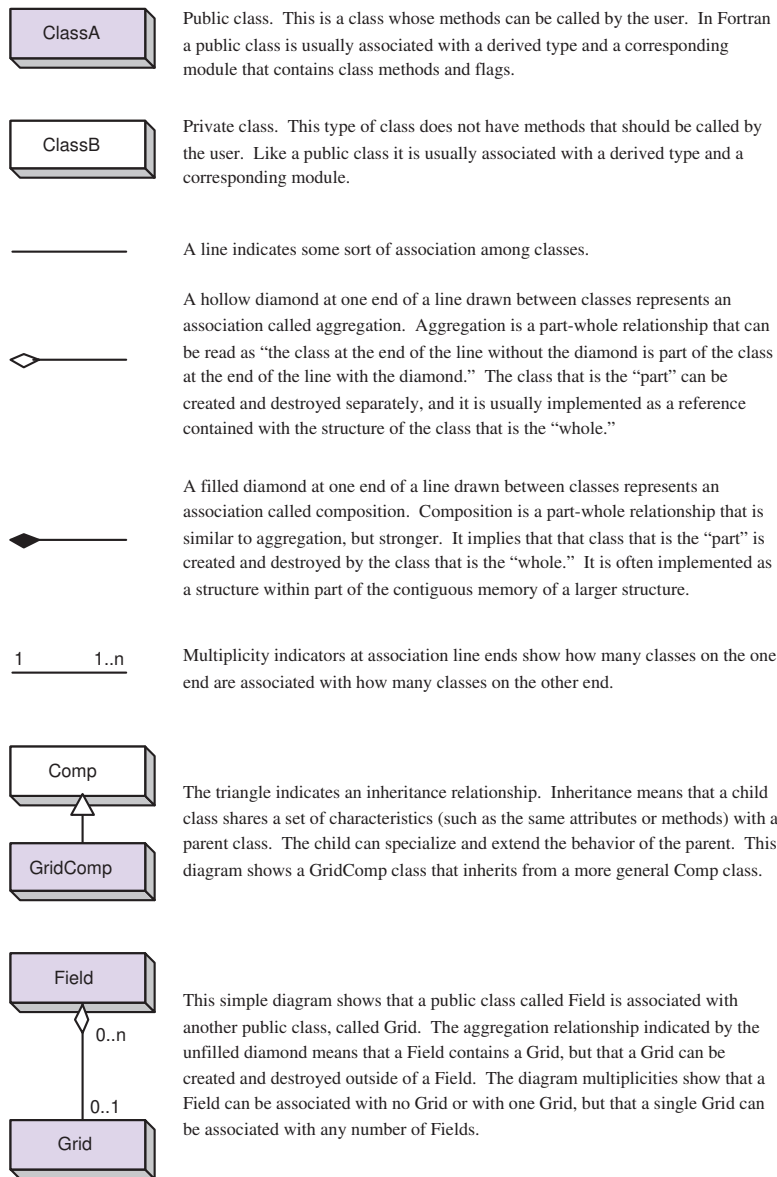 ClassA
Public class. This is a class whose methods can be called by the user. In Fortran
a public class is usually associated with a derived type and a corresponding
module that contains class methods and flags.
ClassB
Private class. This type of class does not have methods that should be called by
the user. Like a public class it is usually associated with a derived type and a
corresponding module.
A line indicates some sort of association among classes.
A hollow diamond at one end of a line drawn between classes represents an
association called aggregation. Aggregation is a part-whole relationship that can
be read as “the class at the end of the line without the diamond is part of the class
at the end of the line with the diamond.” The class that is the “part” can be
created and destroyed separately, and it is usually implemented as a reference
contained with the structure of the class that is the “whole.”
A filled diamond at one end of a line drawn between classes represents an
association called composition. Composition is a part-whole relationship that is
similar to aggregation, but stronger. It implies that that class that is the “part” is
created and destroyed by the class that is the “whole.” It is often implemented as
a structure within part of the contiguous memory of a larger structure.
1 1..n
Multiplicity indicators at association line ends show how many classes on the one
end are associated with how many classes on the other end.
Comp
GridComp
The triangle indicates an inheritance relationship. Inheritance means that a child
class shares a set of characteristics (such as the same attributes or methods) with a
parent class. The child can specialize and extend the behavior of the parent. This
diagram shows a GridComp class that inherits from a more general Comp class.
Field
0..n
0..1
Grid
This simple diagram shows that a public class called Field is associated with
another public class, called Grid. The aggregation relationship indicated by the
unfilled diamond means that a Field contains a Grid, but that a Grid can be
created and destroyed outside of a Field. The diagram multiplicities show that a
Field can be associated with no Grid or with one Grid, but that a single Grid can
be associated with any number of Fields.